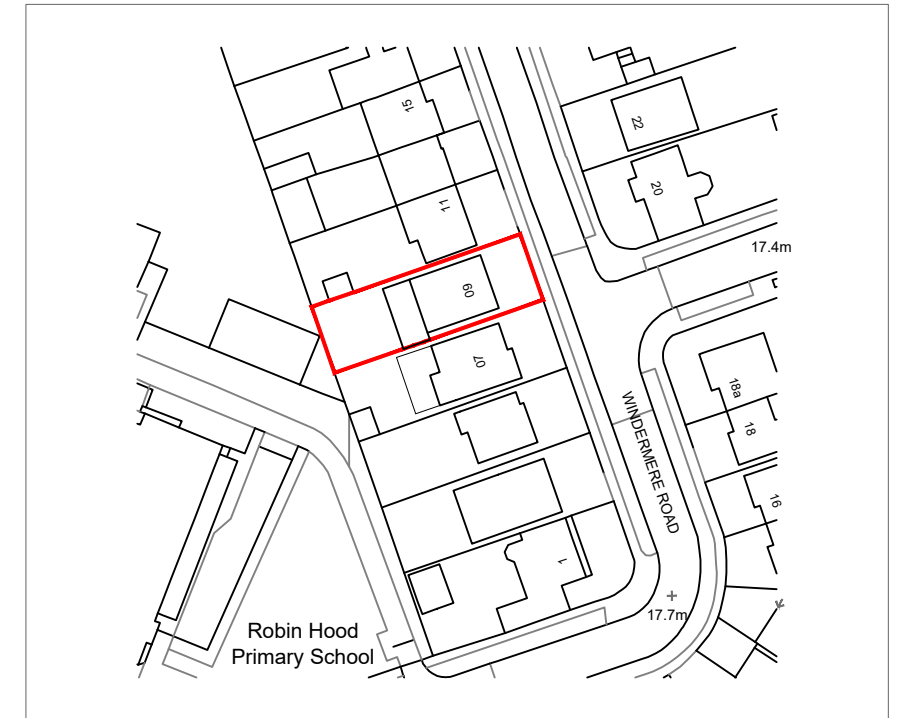 15
22
20
11
17.4m
09
07
18a
18
WINDERMERE ROAD
16
1
17.7m
Robin Hood
Primary School